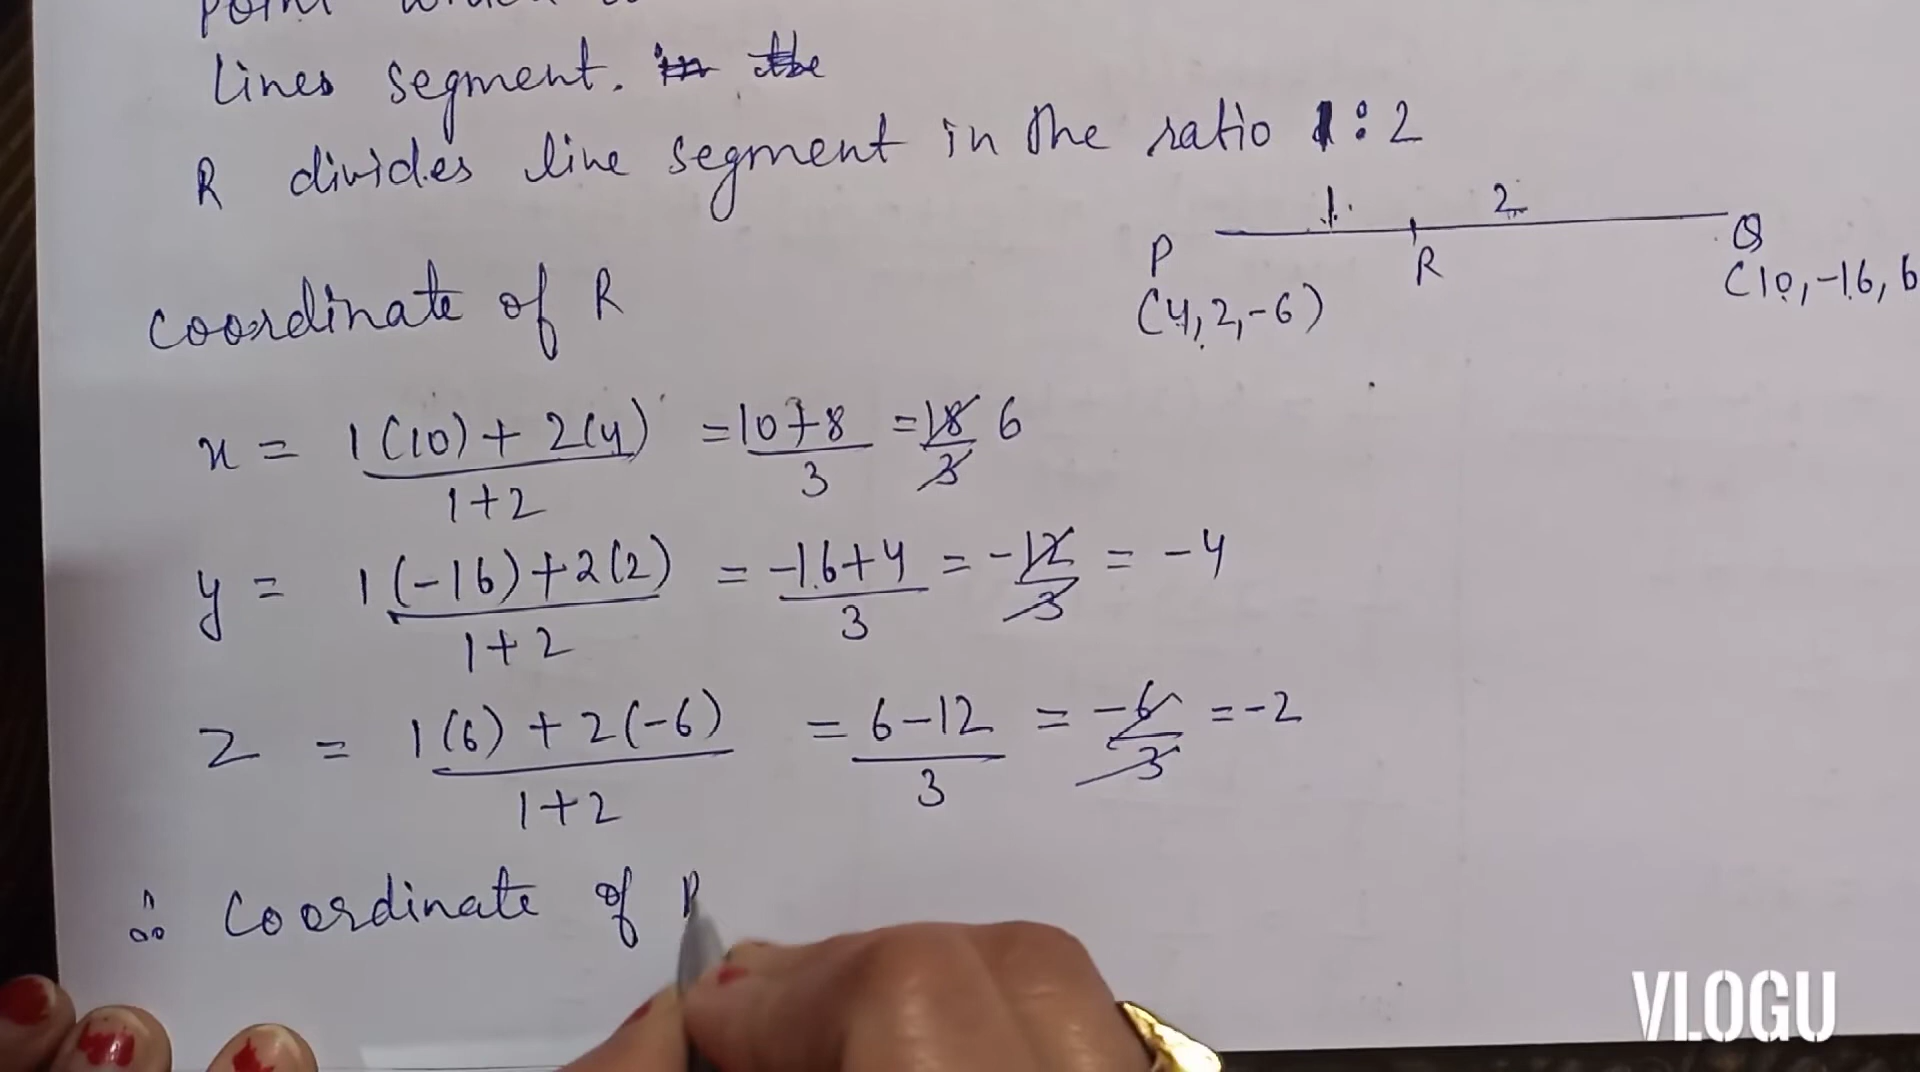 point
lines segment. in the
R divides line segment in the ratio 1:2
1 2
P R Q
(4,2,-6) (10,-16,6
Coordinate of R
x = 1(10)+2(4)/1+2 = 10+8/3 = 18/3 6
y = 1(-16)+2(2)/1+2 = -16+4/3 = -12/3 = -4
z = 1(6)+2(-6)/1+2 = 6-12/3 = -6/3 = -2
∴ Coordinate of R
VLOGU